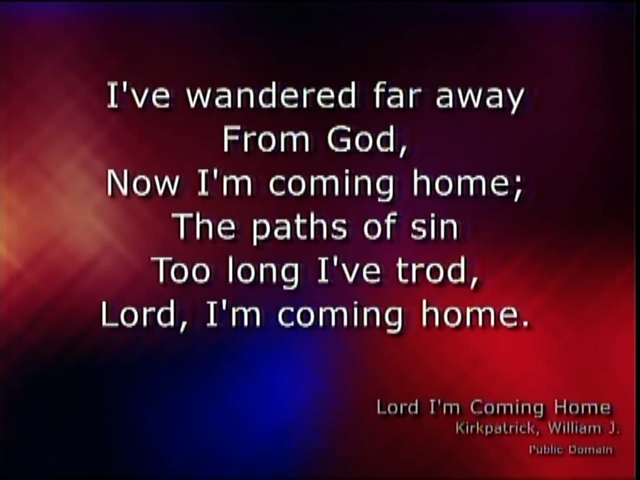 I've wandered far away
From God,
Now I'm coming home;
The paths of sin
Too long I've trod,
Lord, I'm coming home.
Lord I'm Coming Home
Kirkpatrick, William J.
Public Domain